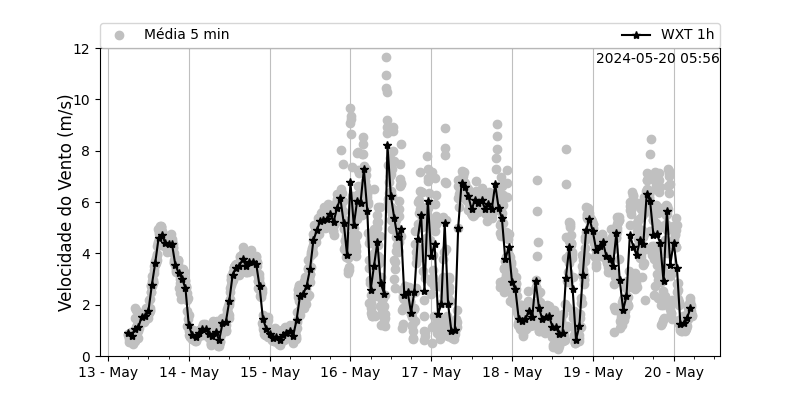 Média 5 min WXT 1h
2024-05-20 05:56
Velocidade do Vento (m/s)
12
10
8
6
4
2
0
13 - May 14 - May 15 - May 16 - May 17 - May 18 - May 19 - May 20 - May